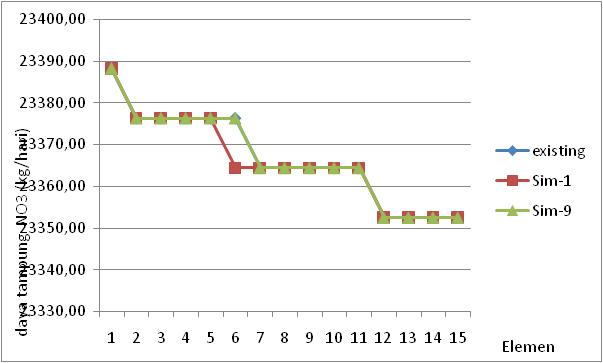 23400,00
23390,00
23380,00
23370,00
23360,00
23350,00
23340,00
23330,00
daya tampung NO3 (kg/hari)
1 2 3 4 5 6 7 8 9 10 11 12 13 14 15
Elemen
existing
Sim-1
Sim-9